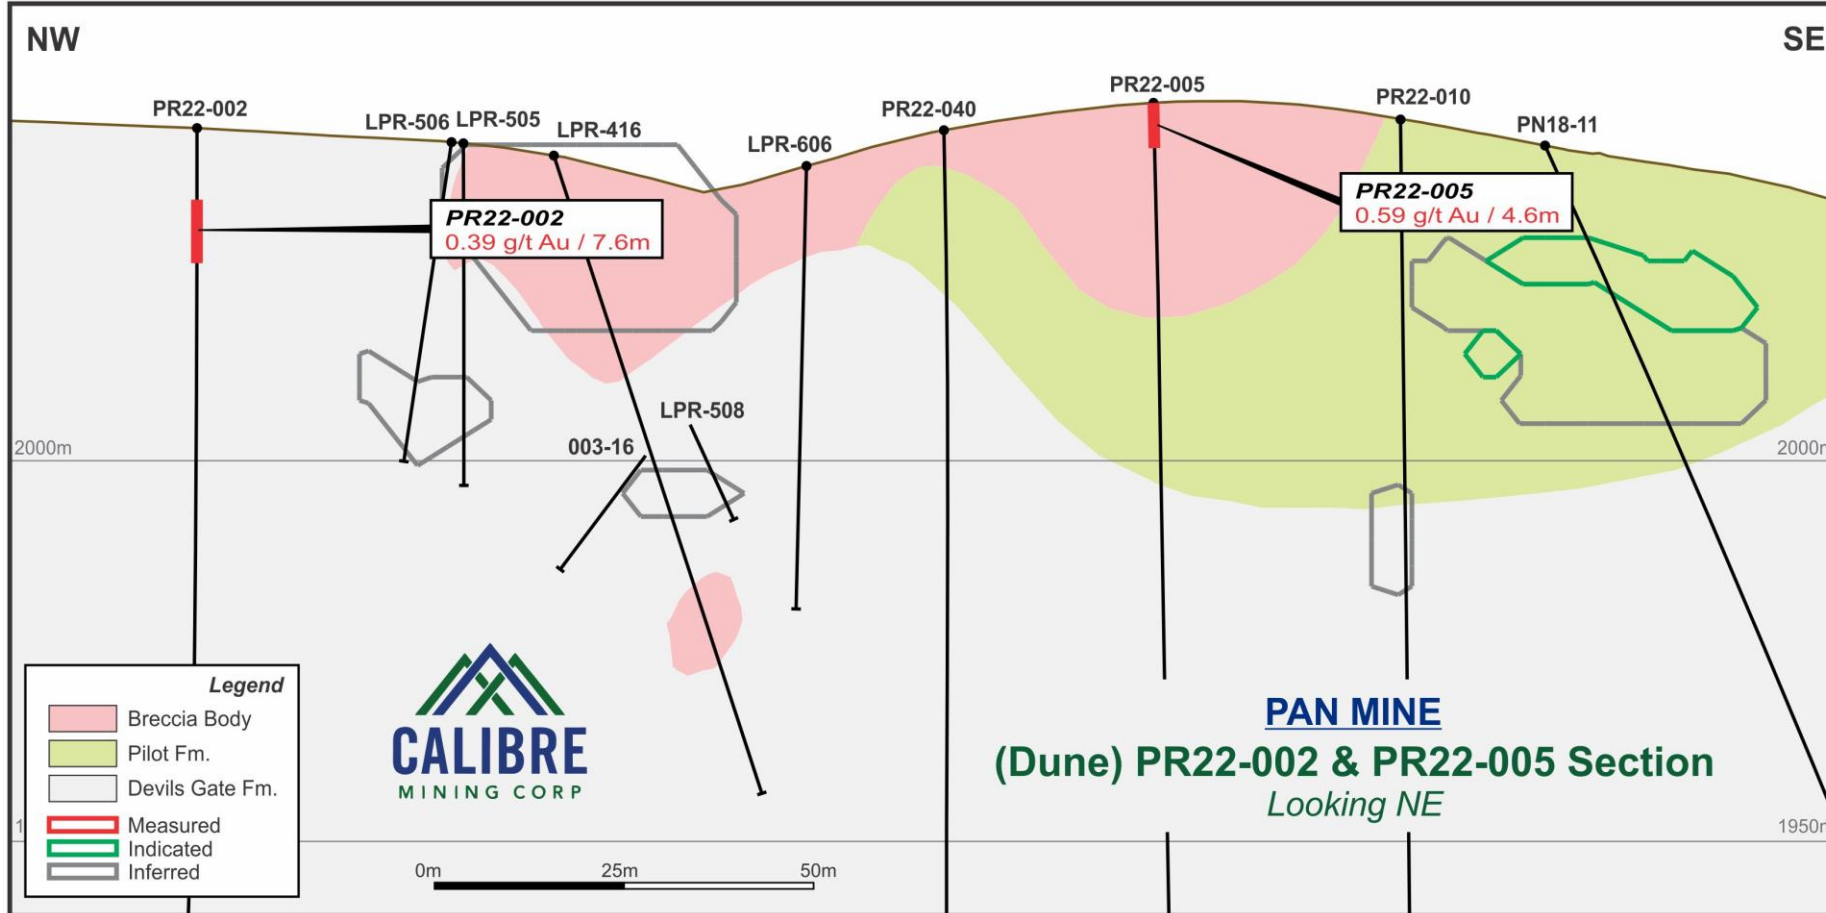 NW
SE
PR22-002
LPR-506
LPR-505
LPR-416
LPR-606
PR22-040
PR22-005
PR22-010
PN18-11
PR22-002
0.39 g/t Au / 7.6m
PR22-005
0.59 g/t Au / 4.6m
LPR-508
003-16
2000m
2000m
Legend
Breccia Body
Pilot Fm.
Devils Gate Fm.
Measured
Indicated
Inferred
CALIBRE
MINING CORP
PAN MINE
(Dune) PR22-002 & PR22-005 Section
Looking NE
1950m
0m
25m
50m